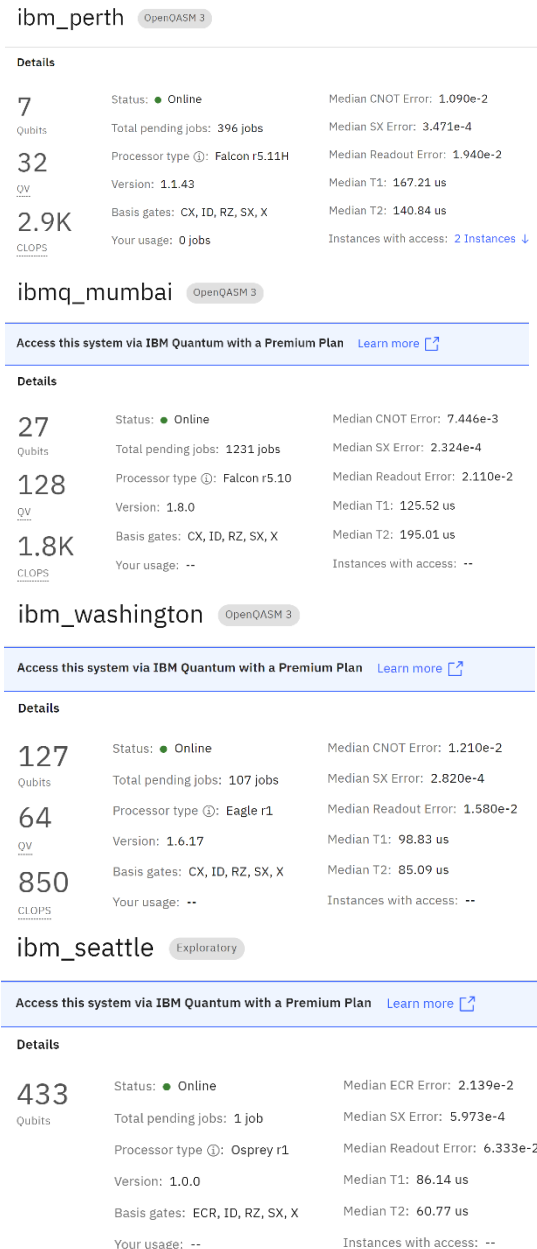 ibm_perth OpenQASM 3
Details
7
Qubits
32
QV
2.9K
CLOPS
Status: Online
Total pending jobs: 396 jobs
Processor type ⓘ: Falcon r5.11H
Version: 1.1.43
Basis gates: CX, ID, RZ, SX, X
Your usage: 0 jobs
Median CNOT Error: 1.090e-2
Median SX Error: 3.471e-4
Median Readout Error: 1.940e-2
Median T1: 167.21 us
Median T2: 140.84 us
Instances with access: 2 Instances ↓
ibmq_mumbai OpenQASM 3
Access this system via IBM Quantum with a Premium Plan Learn more
Details
27
Qubits
128
QV
1.8K
CLOPS
Status: Online
Total pending jobs: 1231 jobs
Processor type ⓘ: Falcon r5.10
Version: 1.8.0
Basis gates: CX, ID, RZ, SX, X
Your usage: --
Median CNOT Error: 7.446e-3
Median SX Error: 2.324e-4
Median Readout Error: 2.110e-2
Median T1: 125.52 us
Median T2: 195.01 us
Instances with access: --
ibm_washington OpenQASM 3
Access this system via IBM Quantum with a Premium Plan Learn more
Details
127
Qubits
64
QV
850
CLOPS
Status: Online
Total pending jobs: 107 jobs
Processor type ⓘ: Eagle r1
Version: 1.6.17
Basis gates: CX, ID, RZ, SX, X
Your usage: --
Median CNOT Error: 1.210e-2
Median SX Error: 2.820e-4
Median Readout Error: 1.580e-2
Median T1: 98.83 us
Median T2: 85.09 us
Instances with access: --
ibm_seattle Exploratory
Access this system via IBM Quantum with a Premium Plan Learn more
Details
433
Qubits
Status: Online
Total pending jobs: 1 job
Processor type ⓘ: Osprey r1
Version: 1.0.0
Basis gates: ECR, ID, RZ, SX, X
Your usage: --
Median ECR Error: 2.139e-2
Median SX Error: 5.973e-4
Median Readout Error: 6.333e-2
Median T1: 86.14 us
Median T2: 60.77 us
Instances with access: --